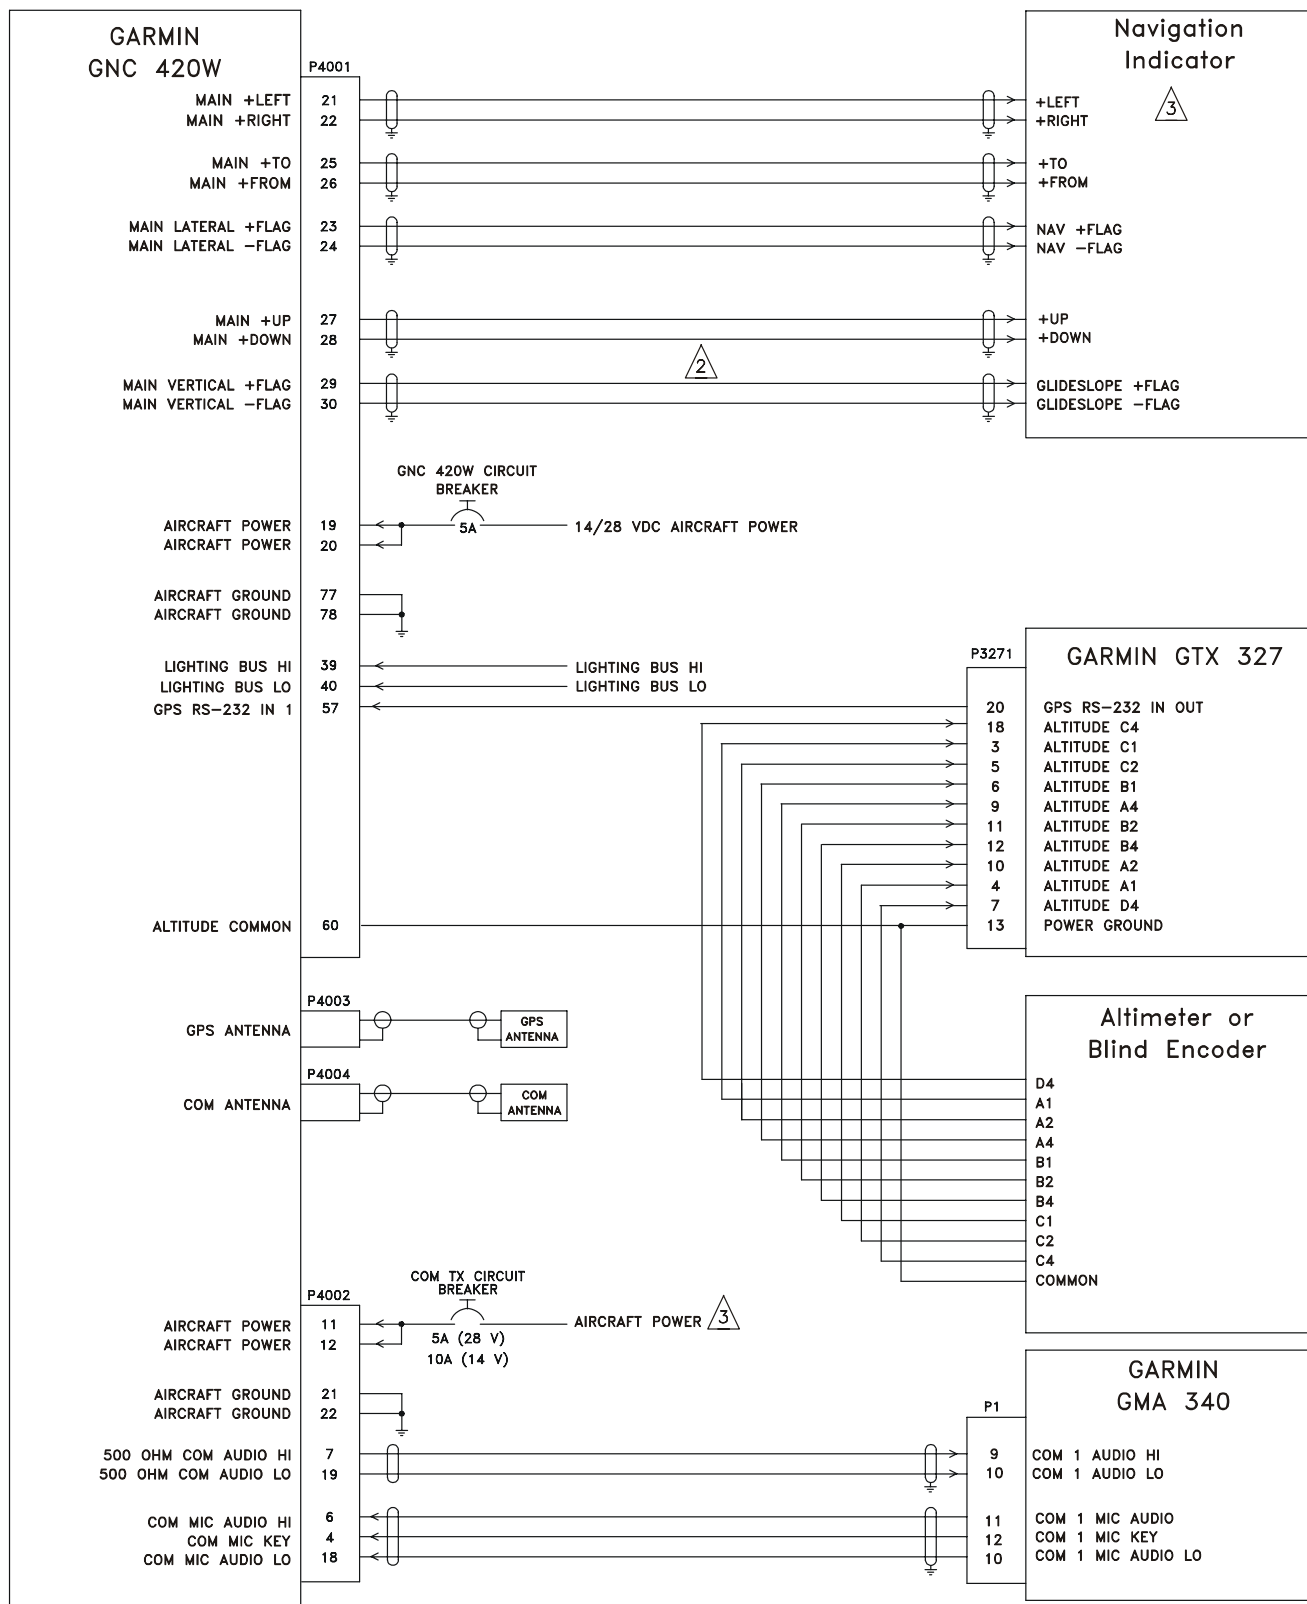 GARMIN
GNC 420W
P4001
MAIN +LEFT 21
MAIN +RIGHT 22
MAIN +TO 25
MAIN +FROM 26
MAIN LATERAL +FLAG 23
MAIN LATERAL −FLAG 24
MAIN +UP 27
MAIN +DOWN 28
MAIN VERTICAL +FLAG 29
MAIN VERTICAL −FLAG 30
2
Navigation
Indicator
3
+LEFT
+RIGHT
+TO
+FROM
NAV +FLAG
NAV −FLAG
+UP
+DOWN
GLIDESLOPE +FLAG
GLIDESLOPE −FLAG
GNC 420W CIRCUIT
BREAKER
5A
14/28 VDC AIRCRAFT POWER
AIRCRAFT POWER 19
AIRCRAFT POWER 20
AIRCRAFT GROUND 77
AIRCRAFT GROUND 78
LIGHTING BUS HI 39 LIGHTING BUS HI
LIGHTING BUS LO 40 LIGHTING BUS LO
GPS RS−232 IN 1 57
ALTITUDE COMMON 60
P3271
GARMIN GTX 327
20 GPS RS−232 IN OUT
18 ALTITUDE C4
3 ALTITUDE C1
5 ALTITUDE C2
6 ALTITUDE B1
9 ALTITUDE A4
11 ALTITUDE B2
12 ALTITUDE B4
10 ALTITUDE A2
4 ALTITUDE A1
7 ALTITUDE D4
13 POWER GROUND
P4003
GPS ANTENNA
GPS
ANTENNA
P4004
COM ANTENNA
COM
ANTENNA
Altimeter or
Blind Encoder
D4
A1
A2
A4
B1
B2
B4
C1
C2
C4
COMMON
P4002
COM TX CIRCUIT
BREAKER
5A (28 V)
10A (14 V)
AIRCRAFT POWER 3
AIRCRAFT POWER 11
AIRCRAFT POWER 12
AIRCRAFT GROUND 21
AIRCRAFT GROUND 22
500 OHM COM AUDIO HI 7
500 OHM COM AUDIO LO 19
COM MIC AUDIO HI 6
COM MIC KEY 4
COM MIC AUDIO LO 18
GARMIN
GMA 340
P1
9 COM 1 AUDIO HI
10 COM 1 AUDIO LO
11 COM 1 MIC AUDIO
12 COM 1 MIC KEY
10 COM 1 MIC AUDIO LO